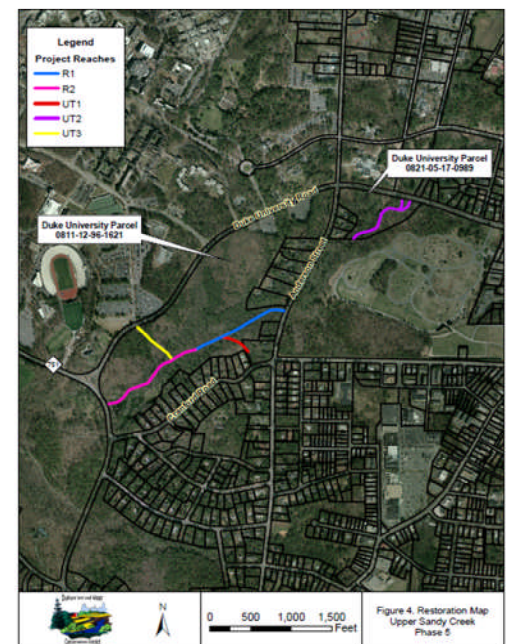 Legend
Project Reaches
R1
R2
UT1
UT2
UT3
Duke University Parcel
0821-05-17-0989
Duke University Road
Duke University Parcel
0811-12-96-1621
Anderson Street
751
N
0 500 1,000 1,500
Feet
Figure 4. Restoration Map
Upper Sandy Creek
Phase 5